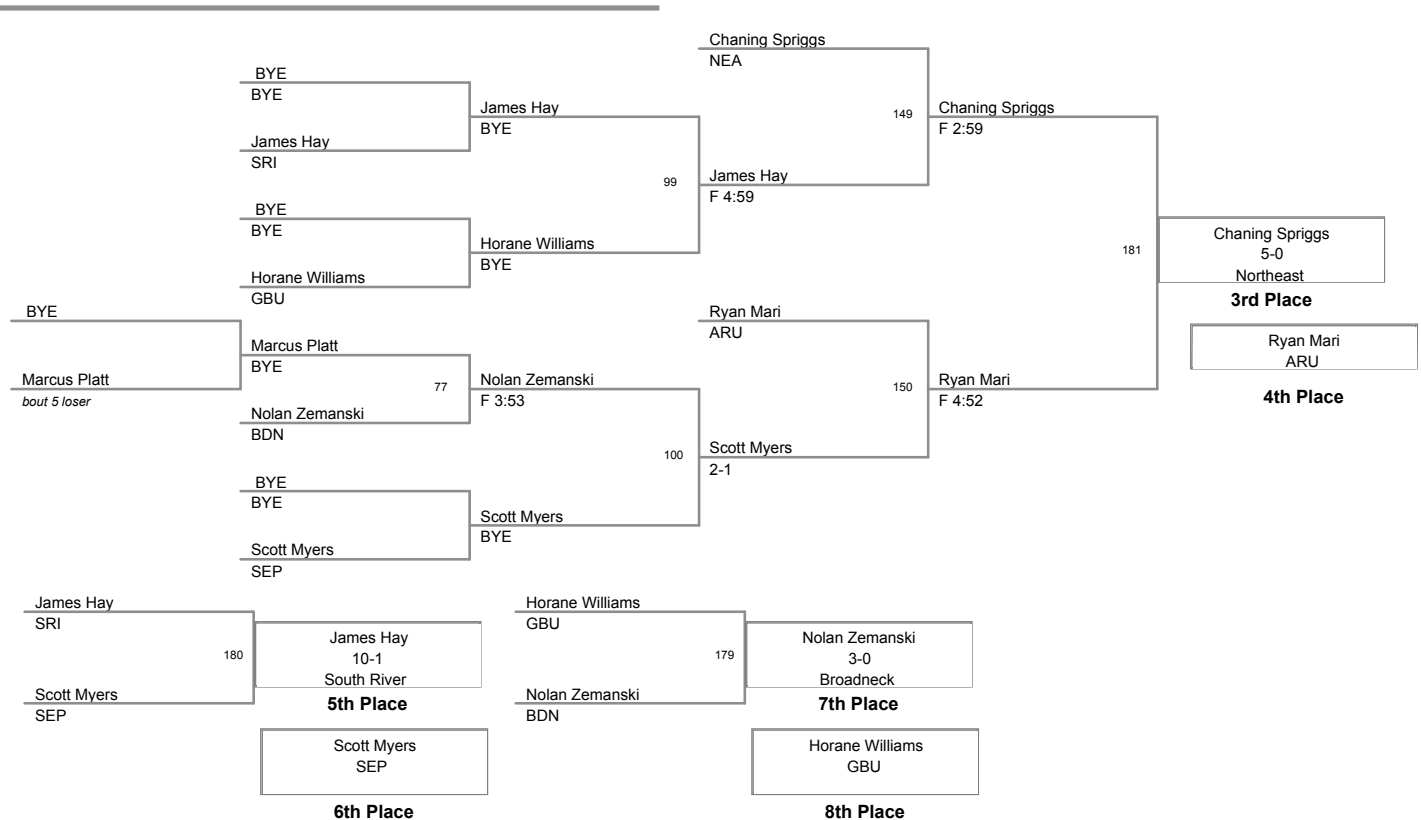 Chaning Spriggs
NEA
BYE
BYE
James Hay
BYE
149
Chaning Spriggs
F 2:59
James Hay
SRI
99
James Hay
F 4:59
BYE
BYE
Horane Williams
BYE
181
Chaning Spriggs
5-0
Northeast
3rd Place
Horane Williams
GBU
BYE
Ryan Mari
ARU
Ryan Mari
ARU
4th Place
Marcus Platt
BYE
Marcus Platt
bout 5 loser
77
Nolan Zemanski
F 3:53
150
Ryan Mari
F 4:52
Nolan Zemanski
BDN
100
Scott Myers
2-1
BYE
BYE
Scott Myers
BYE
Scott Myers
SEP
James Hay
SRI
180
James Hay
10-1
South River
5th Place
Scott Myers
SEP
Scott Myers
SEP
6th Place
Horane Williams
GBU
179
Nolan Zemanski
3-0
Broadneck
7th Place
Nolan Zemanski
BDN
Horane Williams
GBU
8th Place